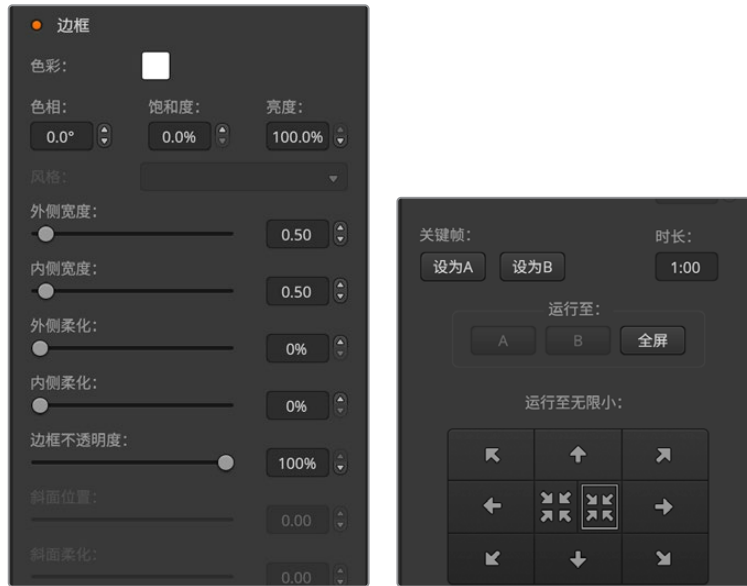 边框
色彩:
色相: 饱和度: 亮度:
0.0° 0.0% 100.0%
风格:
外侧宽度:
0.50
内侧宽度:
0.50
外侧柔化:
0%
内侧柔化:
0%
边框不透明度:
100%
斜面位置:
0.00
斜面柔化:
0.00
关键帧: 时长:
设为A 设为B 1:00
运行至:
A B 全屏
运行至无限小: